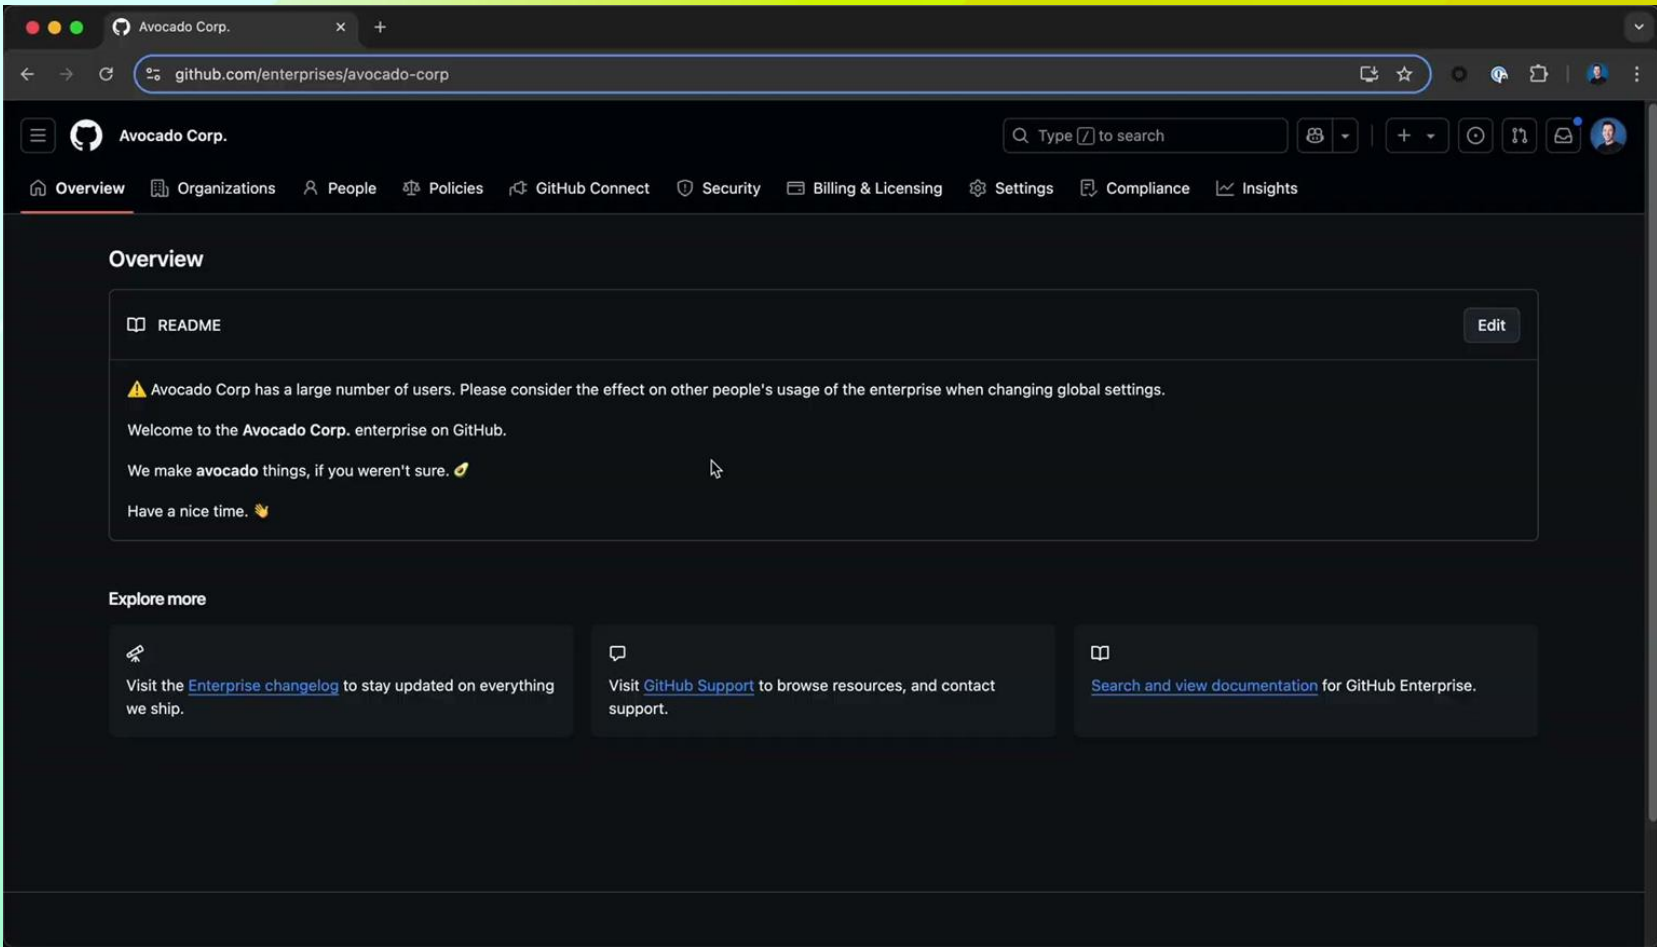 Avocado Corp.
github.com/enterprises/avocado-corp
Avocado Corp.
Type / to search
Overview
Organizations
People
Policies
GitHub Connect
Security
Billing & Licensing
Settings
Compliance
Insights
Overview
README
Edit
⚠️ Avocado Corp has a large number of users. Please consider the effect on other people's usage of the enterprise when changing global settings.
Welcome to the Avocado Corp. enterprise on GitHub.
We make avocado things, if you weren't sure. 🥑
Have a nice time. 👋
Explore more
Visit the Enterprise changelog to stay updated on everything
we ship.
Visit GitHub Support to browse resources, and contact
support.
Search and view documentation for GitHub Enterprise.